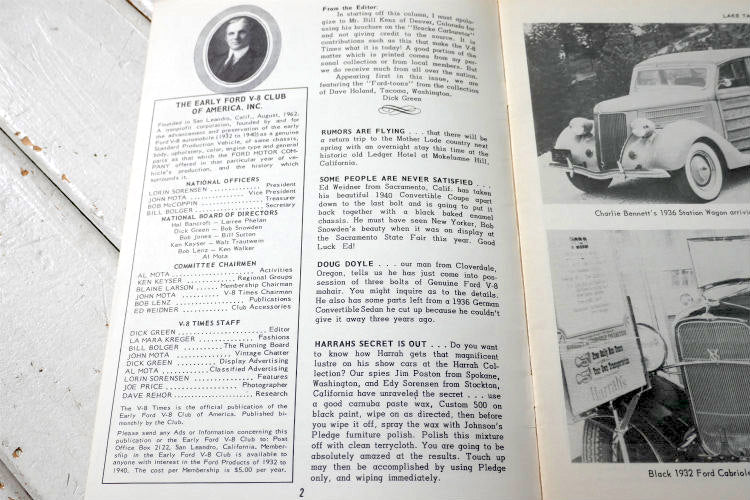 THE EARLY FORD V-8 CLUB
OF AMERICA, INC.
Founded in San Leandro, Calif., August, 1962.
A nonprofit corporation, founded by and for
the advancement and preservation of the early
Ford V-8 automobile (1932 to 1940) as a genuine
Standard Production Vehicle, of same chassis,
body, upholstery, color, engine type and general
parts as that which the FORD MOTOR COM-
PANY offered in that particular year of ve-
hicle's production, and the history which
surrounds it.
NATIONAL OFFICERS
LORIN SORENSEN President
JOHN MOTA Vice President
BOB McCOPPIN Treasurer
BILL BOLGER Secretary
NATIONAL BOARD OF DIRECTORS
Hal Bancroft - Larree Phelan
Dick Green - Bob Snowden
Bob Jones - Bill Sutton
Ken Keyser - Walt Trautwein
Bob Lenz - Ken Walker
Al Mota
COMMITTEE CHAIRMEN
AL MOTA Activities
KEN KEYSER Regional Groups
BLAINE LARSON Membership Chairman
JOHN MOTA V-8 Times Chairman
BOB LENZ Publications
ED WEIDNER Club Accessories
V-8 TIMES STAFF
DICK GREEN Editor
LA MARA KREGER Fashions
BILL BOLGER The Running Board
JOHN MOTA Vintage Chatter
DICK GREEN Display Advertising
AL MOTA Classified Advertising
LORIN SORENSEN Features
JOE PRICE Photographer
DAVE REHOR Research
The V-8 Times is the official publication of the
Early Ford V-8 Club of America. Published bi-
monthly by the Club.
Please send any Ads or Information concerning this
publication or the Early Ford V-8 Club to: Post
Office Box 2122, San Leandro, California. Member-
ship in the Early Ford V-8 Club is available to
anyone with interest in the Ford Products of 1932 to
1940. The cost per Membership is $5.00 per year.
2
From the Editor:
In starting off this column, I must apolo-
gize to Mr. Bill Kenz of Denver, Colorado for
using his brochure on the "Bracke Carburetor"
and not giving credit to the source. It is
contributions such as this that make the V-8
Times what it is today! A good portion of the
matter which is printed comes from my per-
sonal collection or from local members. But
we do receive much from all over the nation.
Appearing first in this issue, we are
featuring the "Ford-toons" from the collection
of Dave Holand, Tacoma, Washington.
Dick Green
RUMORS ARE FLYING . . . that there will be
a return trip to the Mother Lode country next
spring with an overnight stay this time at the
historic old Ledger Hotel at Mokelumne Hill,
California.
SOME PEOPLE ARE NEVER SATISFIED . . .
Ed Weidner from Sacramento, Calif. has taken
his beautiful 1940 Convertible Coupe apart
down to the last bolt and is going to put it
back together with a black baked enamel
chassis. He must have seen New Yorker, Bob
Snowden's beauty when it was on display at
the Sacramento State Fair this year. Good
Luck Ed!
DOUG DOYLE . . . our man from Cloverdale,
Oregon, tells us he has just come into pos-
session of three bolts of Genuine Ford V-8
mohair. You might inquire as to the details.
He also has some parts left from a 1936 German
Convertible Sedan he cut up because he couldn't
give it away three years ago.
HARRAHS SECRET IS OUT . . . Do you want
to know how Harrah gets that magnificent
lustre on his show cars at the Harrah Col-
lection? Our spies Jim Poston from Spokane,
Washington, and Edy Sorensen from Stockton,
California have unraveled the secret . . . use
a good carnuba paste wax, Custom 500 on
black paint, wipe on as directed, then before
you wipe it off, spray the wax with Johnson's
Pledge furniture polish. Polish this mixture
off with clean terrycloth. You are going to be
absolutely amazed at the results. Touch up
may then be accomplished by using Pledge
only, and wiping immediately.
LAKE TA
Charlie Bennett's 1936 Station Wagon arrivi
Black 1932 Ford Cabriole